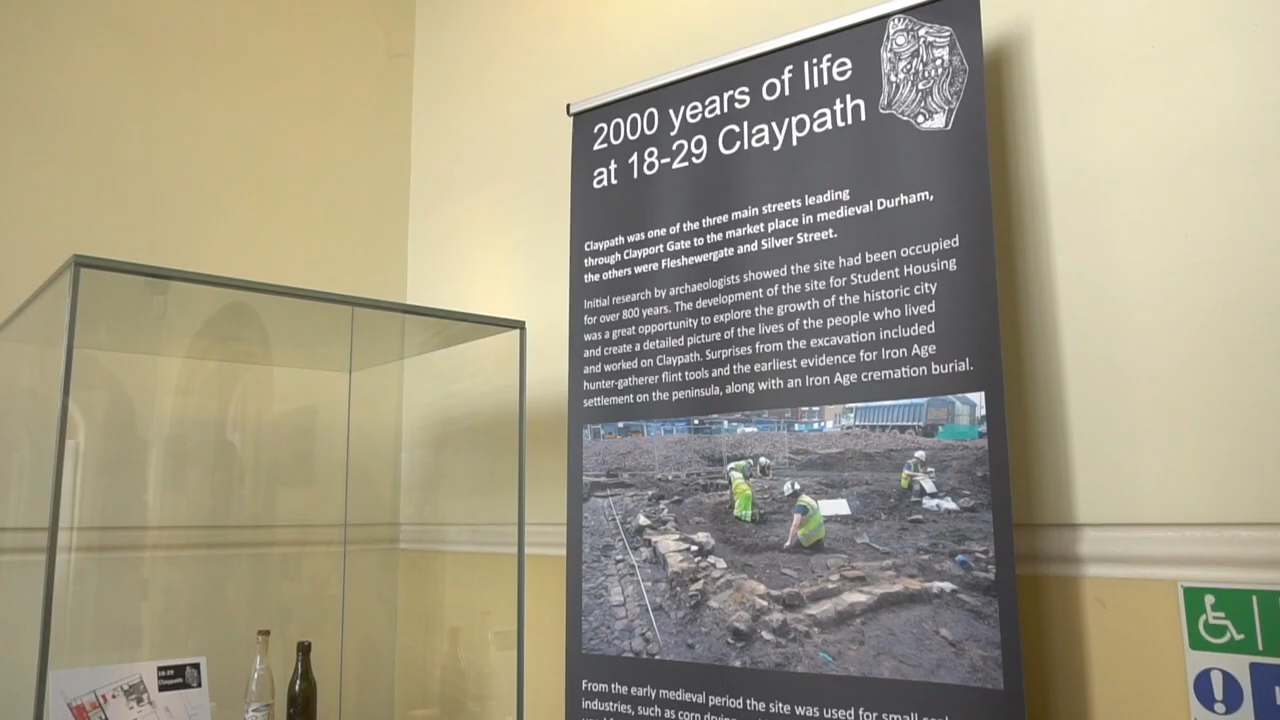 2000 years of life
at 18-29 Claypath
Claypath was one of the three main streets leading
through Clayport Gate to the market place in medieval Durham,
the others were Fleshewergate and Silver Street.
Initial research by archaeologists showed the site had been occupied
for over 800 years. The development of the site for Student Housing
was a great opportunity to explore the growth of the historic city
and create a detailed picture of the lives of the people who lived
and worked on Claypath. Surprises from the excavation included
hunter-gatherer flint tools and the earliest evidence for Iron Age
settlement on the peninsula, along with an Iron Age cremation burial.
From the early medieval period the site was used for small
industries, such as corn
18-29
Claypath